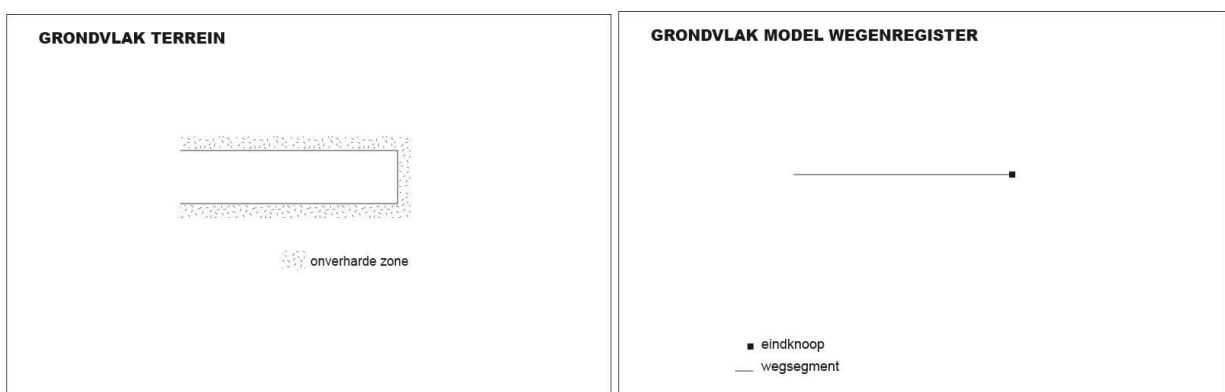 GRONDVLAK TERREIN
onverharde zone
GRONDVLAK MODEL WEGENREGISTER
eindknoop
wegsegment